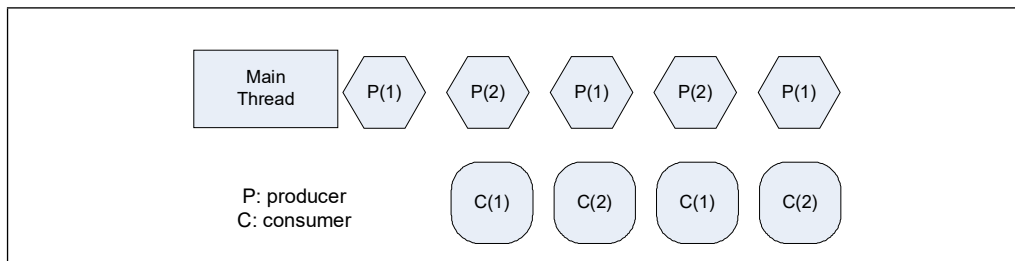 Main
Thread
P(1)
P(2)
P(1)
P(2)
P(1)
P: producer
C: consumer
C(1)
C(2)
C(1)
C(2)